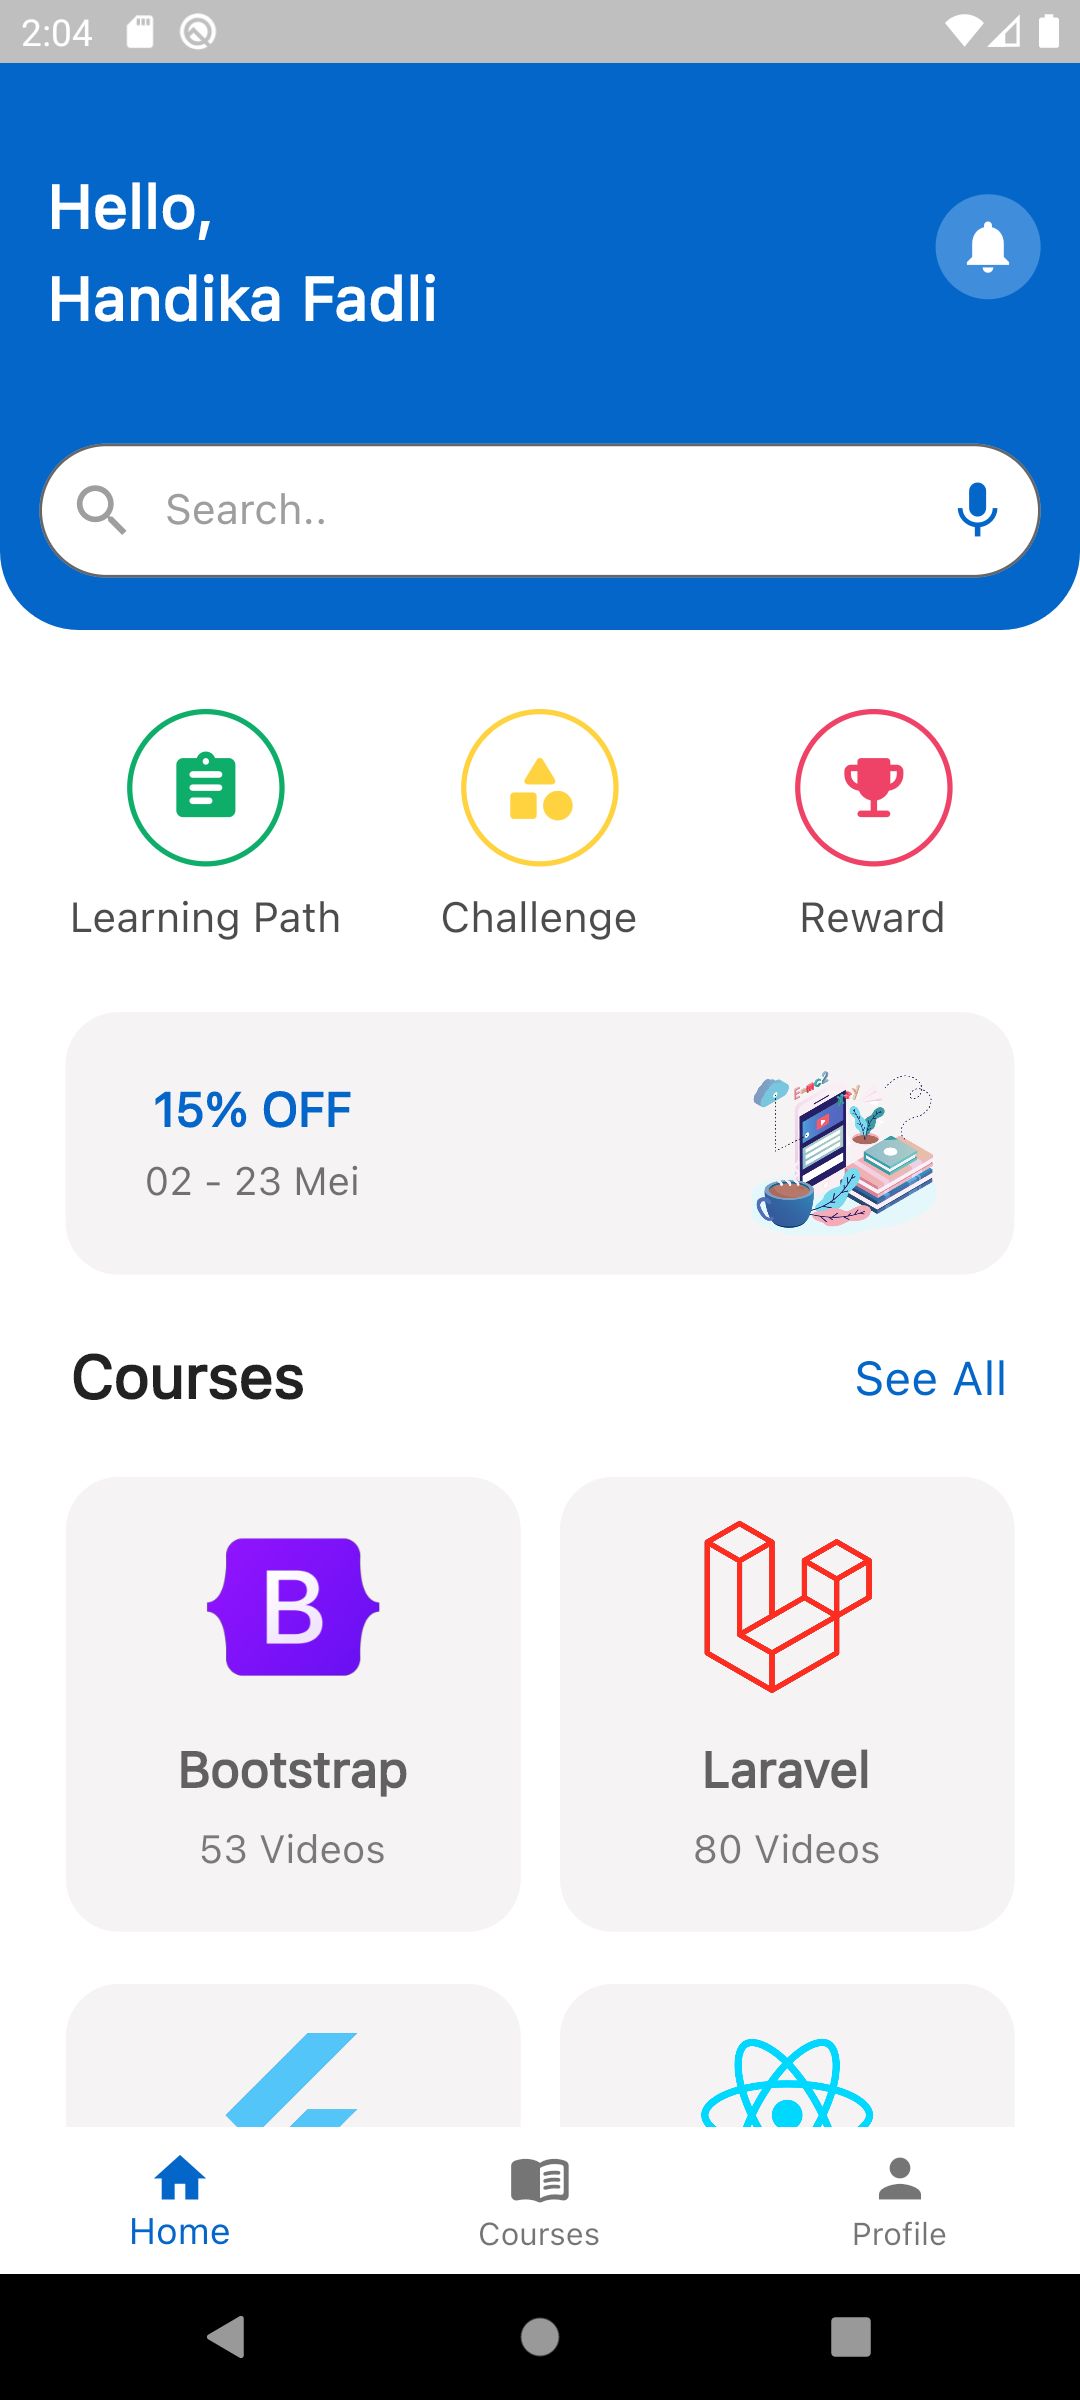 2:04
Hello,
Handika Fadli
Search..
Learning Path
Challenge
Reward
15% OFF
02 - 23 Mei
E=mc2
Courses
See All
B
Bootstrap
53 Videos
Laravel
80 Videos
Home
Courses
Profile